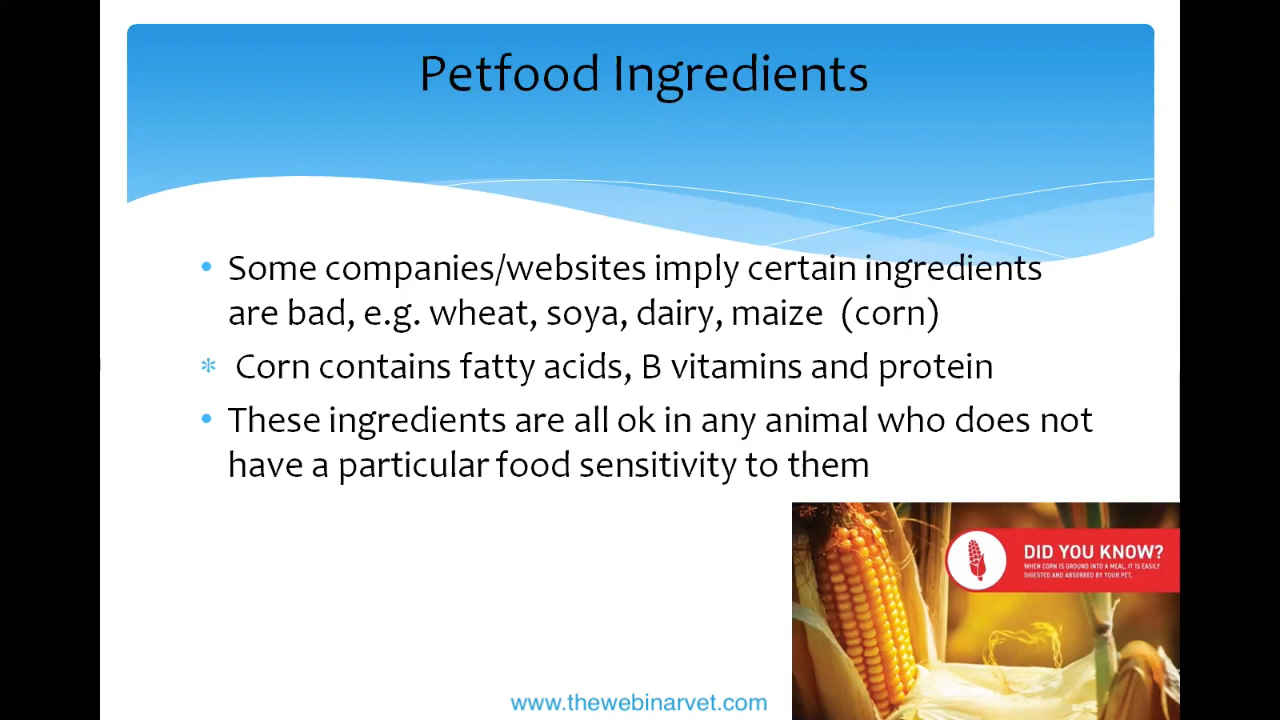 Petfood Ingredients
• Some companies/websites imply certain ingredients
are bad, e.g. wheat, soya, dairy, maize  (corn)
* Corn contains fatty acids, B vitamins and protein
• These ingredients are all ok in any animal who does not
have a particular food sensitivity to them
DID YOU KNOW?
WHEN CORN IS GROUND INTO A MEAL, IT IS EASILY
DIGESTED AND ABSORBED BY YOUR PET.
www.thewebinarvet.com